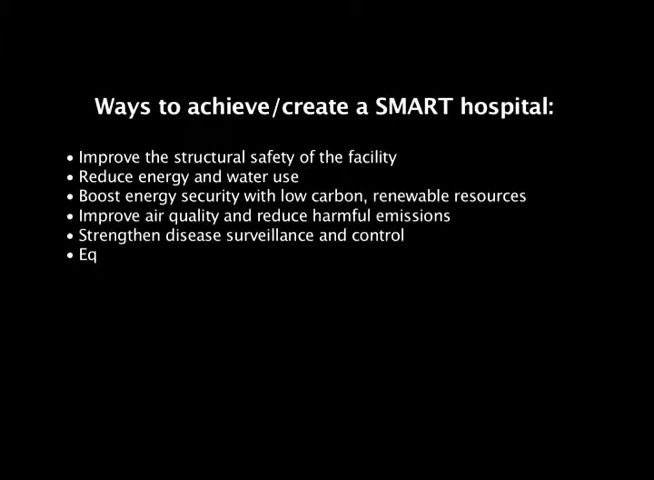 Ways to achieve/create a SMART hospital:
• Improve the structural safety of the facility
• Reduce energy and water use
• Boost energy security with low carbon, renewable resources
• Improve air quality and reduce harmful emissions
• Strengthen disease surveillance and control
• Eq